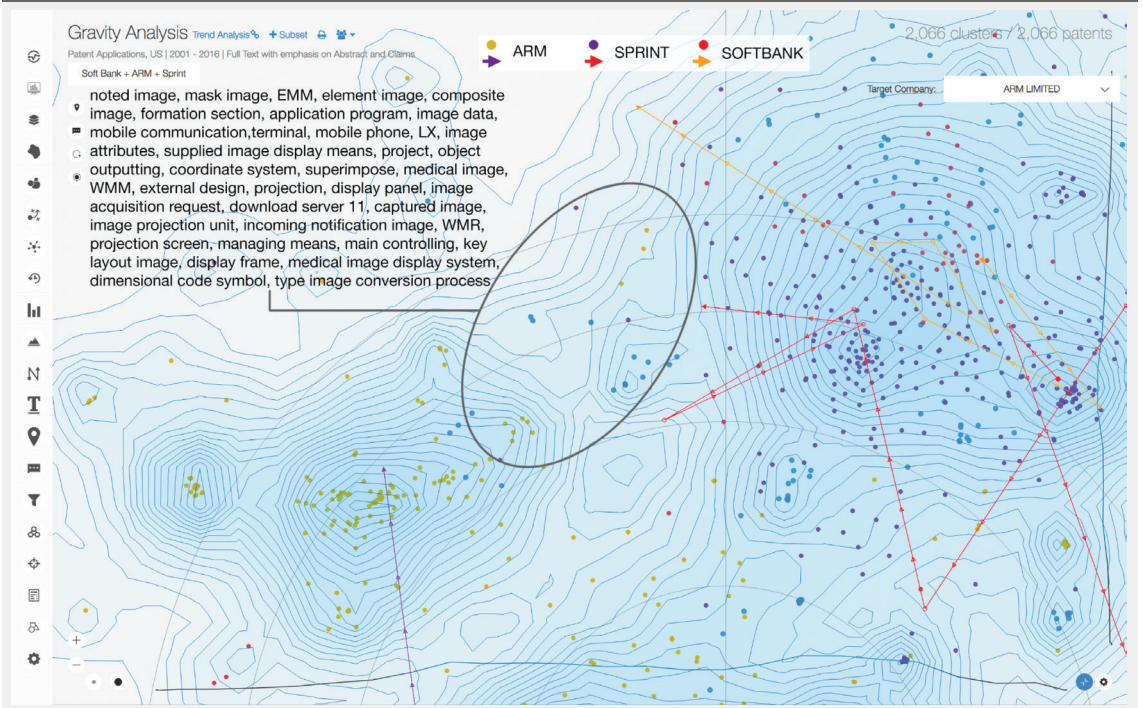 Gravity Analysis Trend Analysis + Subset
Patent Applications, US | 2001 - 2016 | Full Text with emphasis on Abstract and Claims
Soft Bank + ARM + Sprint
ARM SPRINT SOFTBANK
2,066 clusters / 2,066 patents
Target Company: ARM LIMITED
noted image, mask image, EMM, element image, composite
image, formation section, application program, image data,
mobile communication,terminal, mobile phone, LX, image
attributes, supplied image display means, project, object
outputting, coordinate system, superimpose, medical image,
WMM, external design, projection, display panel, image
acquisition request, download server 11, captured image,
image projection unit, incoming notification image, WMR,
projection screen, managing means, main controlling, key
layout image, display frame, medical image display system,
dimensional code symbol, type image conversion process
N
T